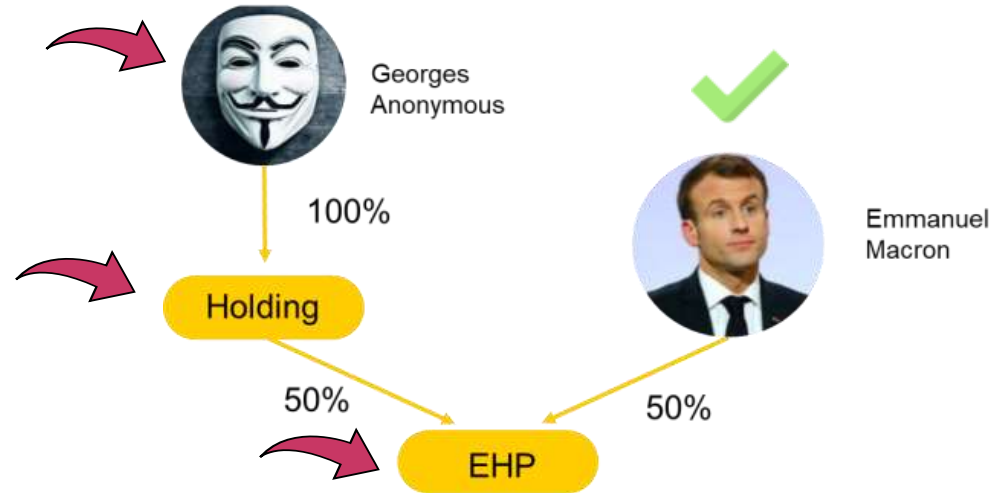 Georges
Anonymous
100%
Emmanuel
Macron
Holding
50%
50%
EHP